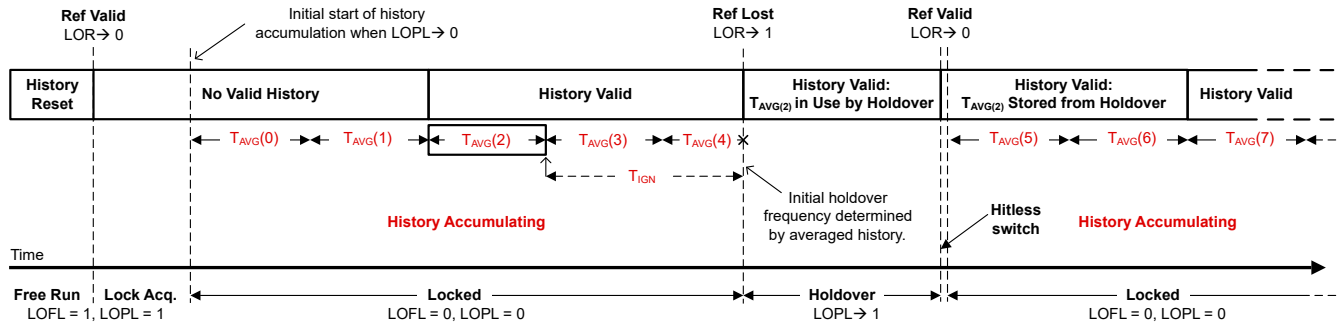 Ref Valid
LOR→ 0
Initial start of history
accumulation when LOPL→ 0
Ref Lost
LOR→ 1
Ref Valid
LOR→ 0
History
Reset
No Valid History
History Valid
History Valid:
TAVG(2) in Use by Holdover
History Valid:
TAVG(2) Stored from Holdover
History Valid
TAVG(0)
TAVG(1)
TAVG(2)
TAVG(3)
TAVG(4)
TAVG(5)
TAVG(6)
TAVG(7)
TIGN
Initial holdover
frequency determined
by averaged history.
History Accumulating
Hitless
switch
History Accumulating
Time
Free Run
LOFL = 1, LOPL = 1
Lock Acq.
Locked
LOFL = 0, LOPL = 0
Holdover
LOPL→ 1
Locked
LOFL = 0, LOPL = 0